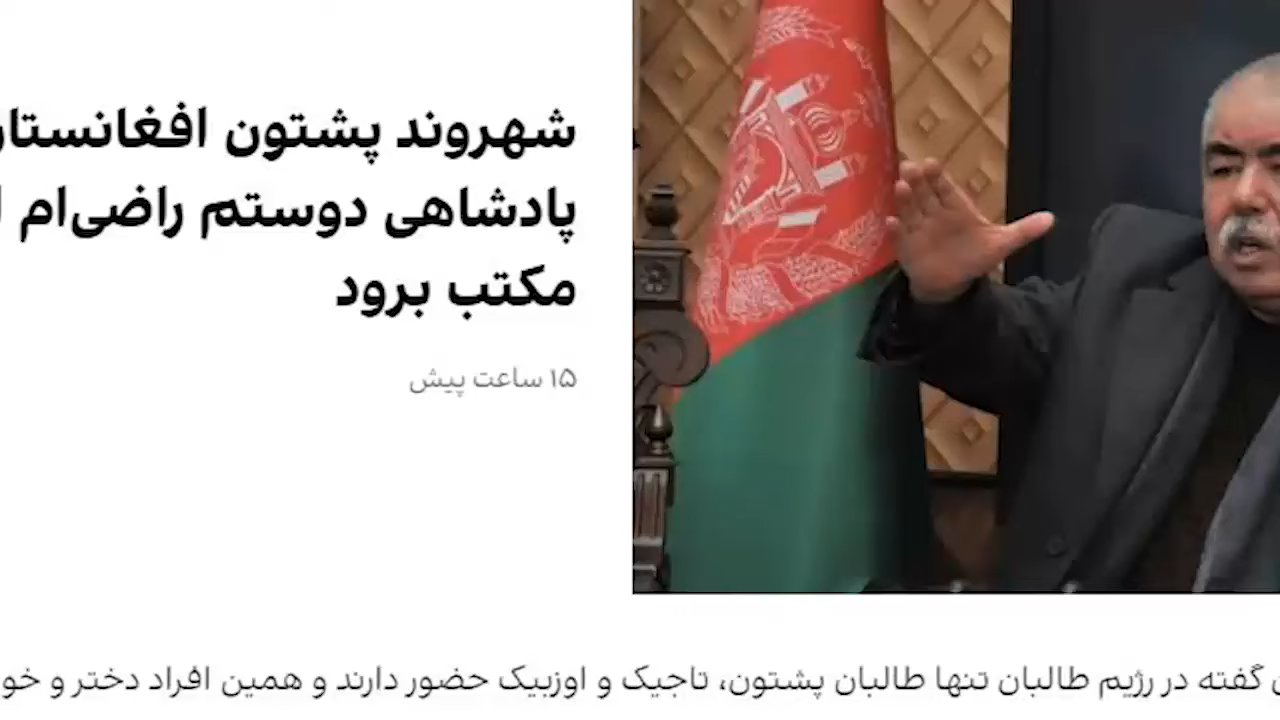 شهروند پشتون افغانستان
پادشاهی دوستم راضی‌ام
مکتب برود
۱۵ ساعت پیش
گفته در رژیم طالبان تنها طالبان پشتون، تاجیک و اوزبیک حضور دارند و همین افراد دختر و